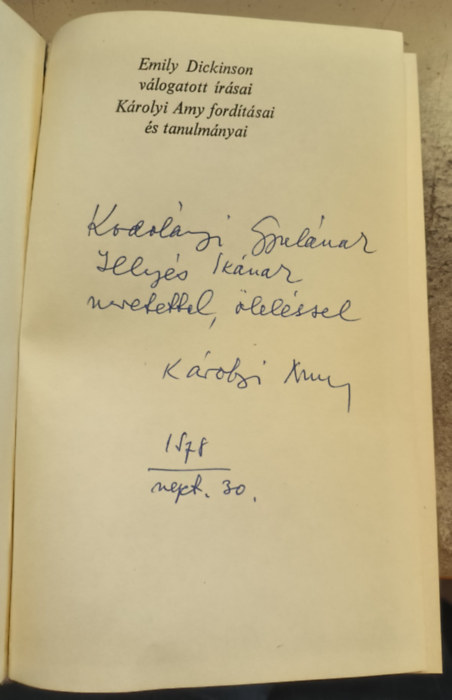 Emily Dickinson
válogatott írásai
Károlyi Amy fordításai
és tanulmányai
Kodolányi Gyulának
Illyés Ikának
szeretettel, öleléssel
Károlyi Amy
1978
szept. 30.